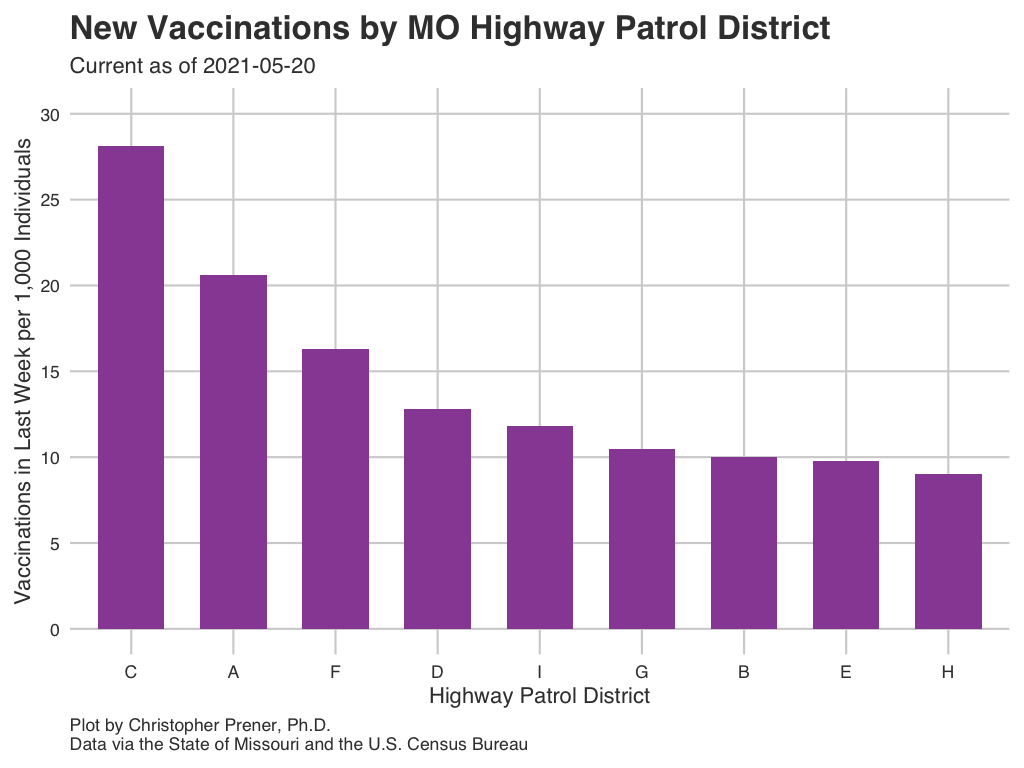 New Vaccinations by MO Highway Patrol District
Current as of 2021-05-20
Vaccinations in Last Week per 1,000 Individuals
30
25
20
15
10
5
0
C A F D I G B E H
Highway Patrol District
Plot by Christopher Prener, Ph.D.
Data via the State of Missouri and the U.S. Census Bureau